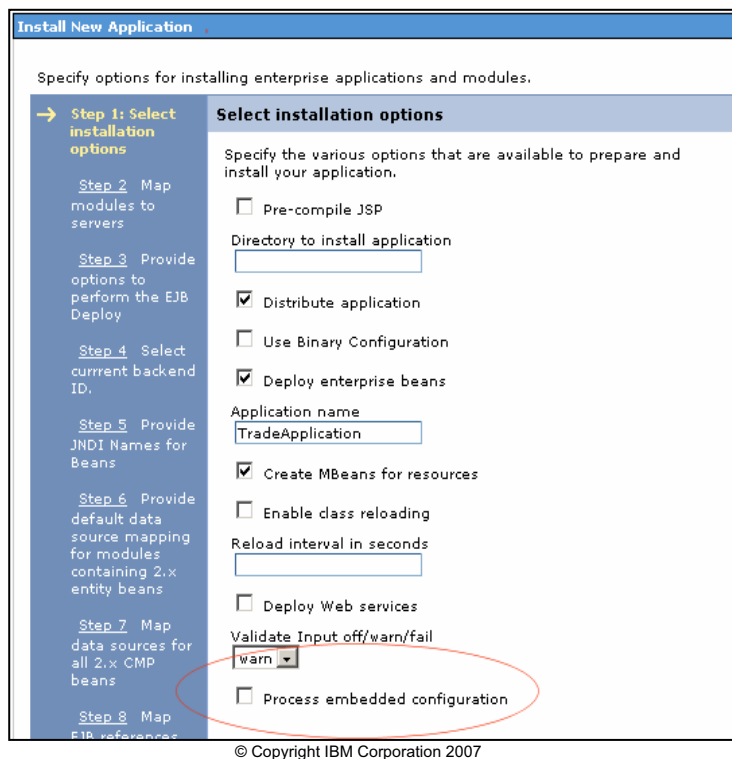 Install New Application
Specify options for installing enterprise applications and modules.
Step 1: Select
installation
options
Step 2 Map
modules to
servers
Step 3 Provide
options to
perform the EJB
Deploy
Step 4 Select
currrent backend
ID.
Step 5 Provide
JNDI Names for
Beans
Step 6 Provide
default data
source mapping
for modules
containing 2.x
entity beans
Step 7 Map
data sources for
all 2.x CMP
beans
Step 8 Map
EJB references
Select installation options
Specify the various options that are available to prepare and
install your application.
Pre-compile JSP
Directory to install application
Distribute application
Use Binary Configuration
Deploy enterprise beans
Application name
TradeApplication
Create MBeans for resources
Enable class reloading
Reload interval in seconds
Deploy Web services
Validate Input off/warn/fail
warn
Process embedded configuration
© Copyright IBM Corporation 2007